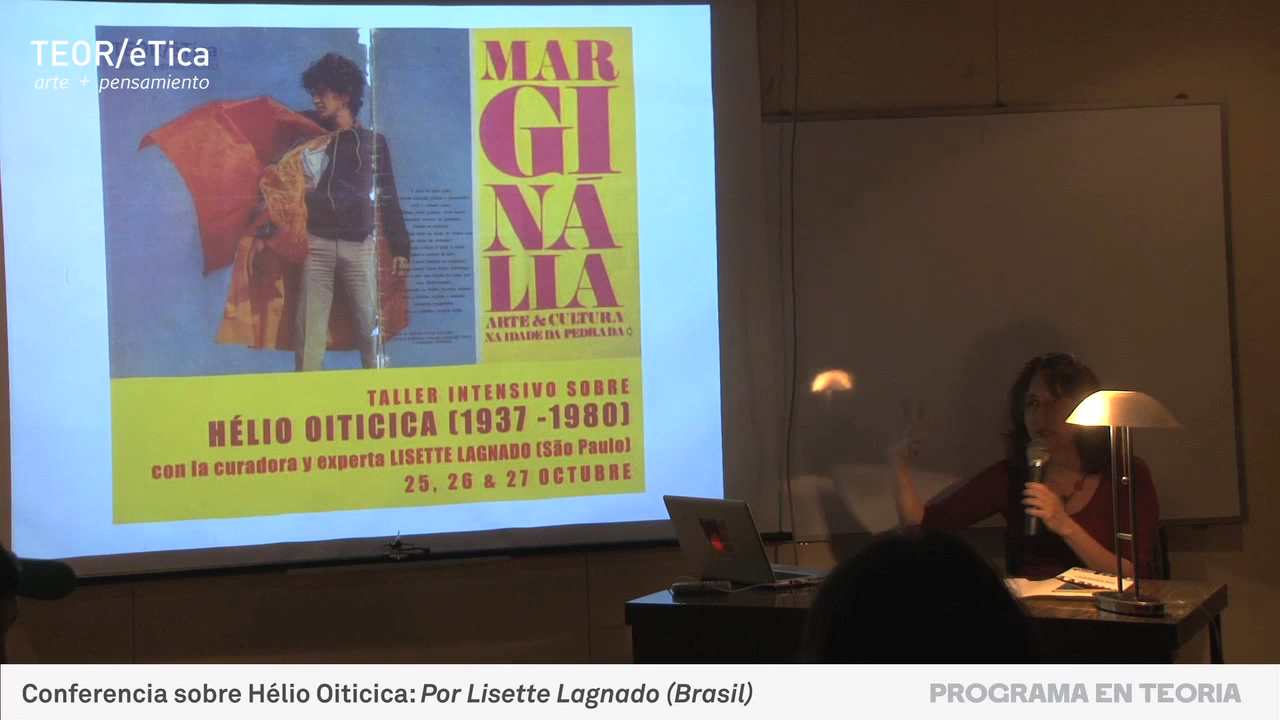 TEOR/éTica
arte + pensamiento
MAR
GI
NÁ
LIA
ARTE & CULTURA
NA IDADE DA PEDRADA
TALLER INTENSIVO SOBRE
HÉLIO OITICICA (1937 -1980)
con la curadora y experta LISETTE LAGNADO (São Paulo)
25, 26 & 27 OCTUBRE
Conferencia sobre Hélio Oiticica: Por Lisette Lagnado (Brasil)
PROGRAMA EN TEORIA